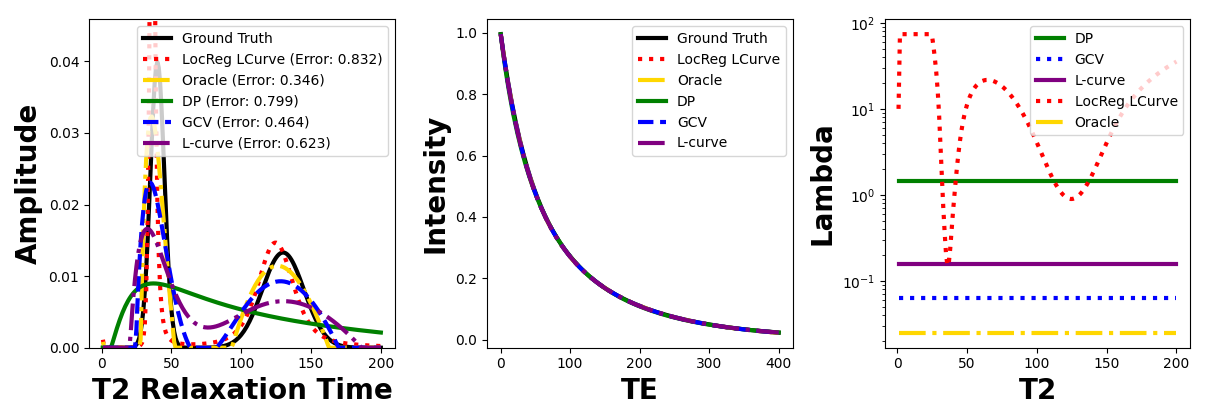 Amplitude
0.04
0.03
0.02
0.01
0.00
0
50
100
150
200
T2 Relaxation Time
Ground Truth
LocReg LCurve (Error: 0.832)
Oracle (Error: 0.346)
DP (Error: 0.799)
GCV (Error: 0.464)
L-curve (Error: 0.623)
Intensity
1.0
0.8
0.6
0.4
0.2
0.0
0
100
200
300
400
TE
Ground Truth
LocReg LCurve
Oracle
DP
GCV
L-curve
Lambda
10²
10¹
10⁰
10⁻¹
0
50
100
150
200
T2
DP
GCV
L-curve
LocReg LCurve
Oracle